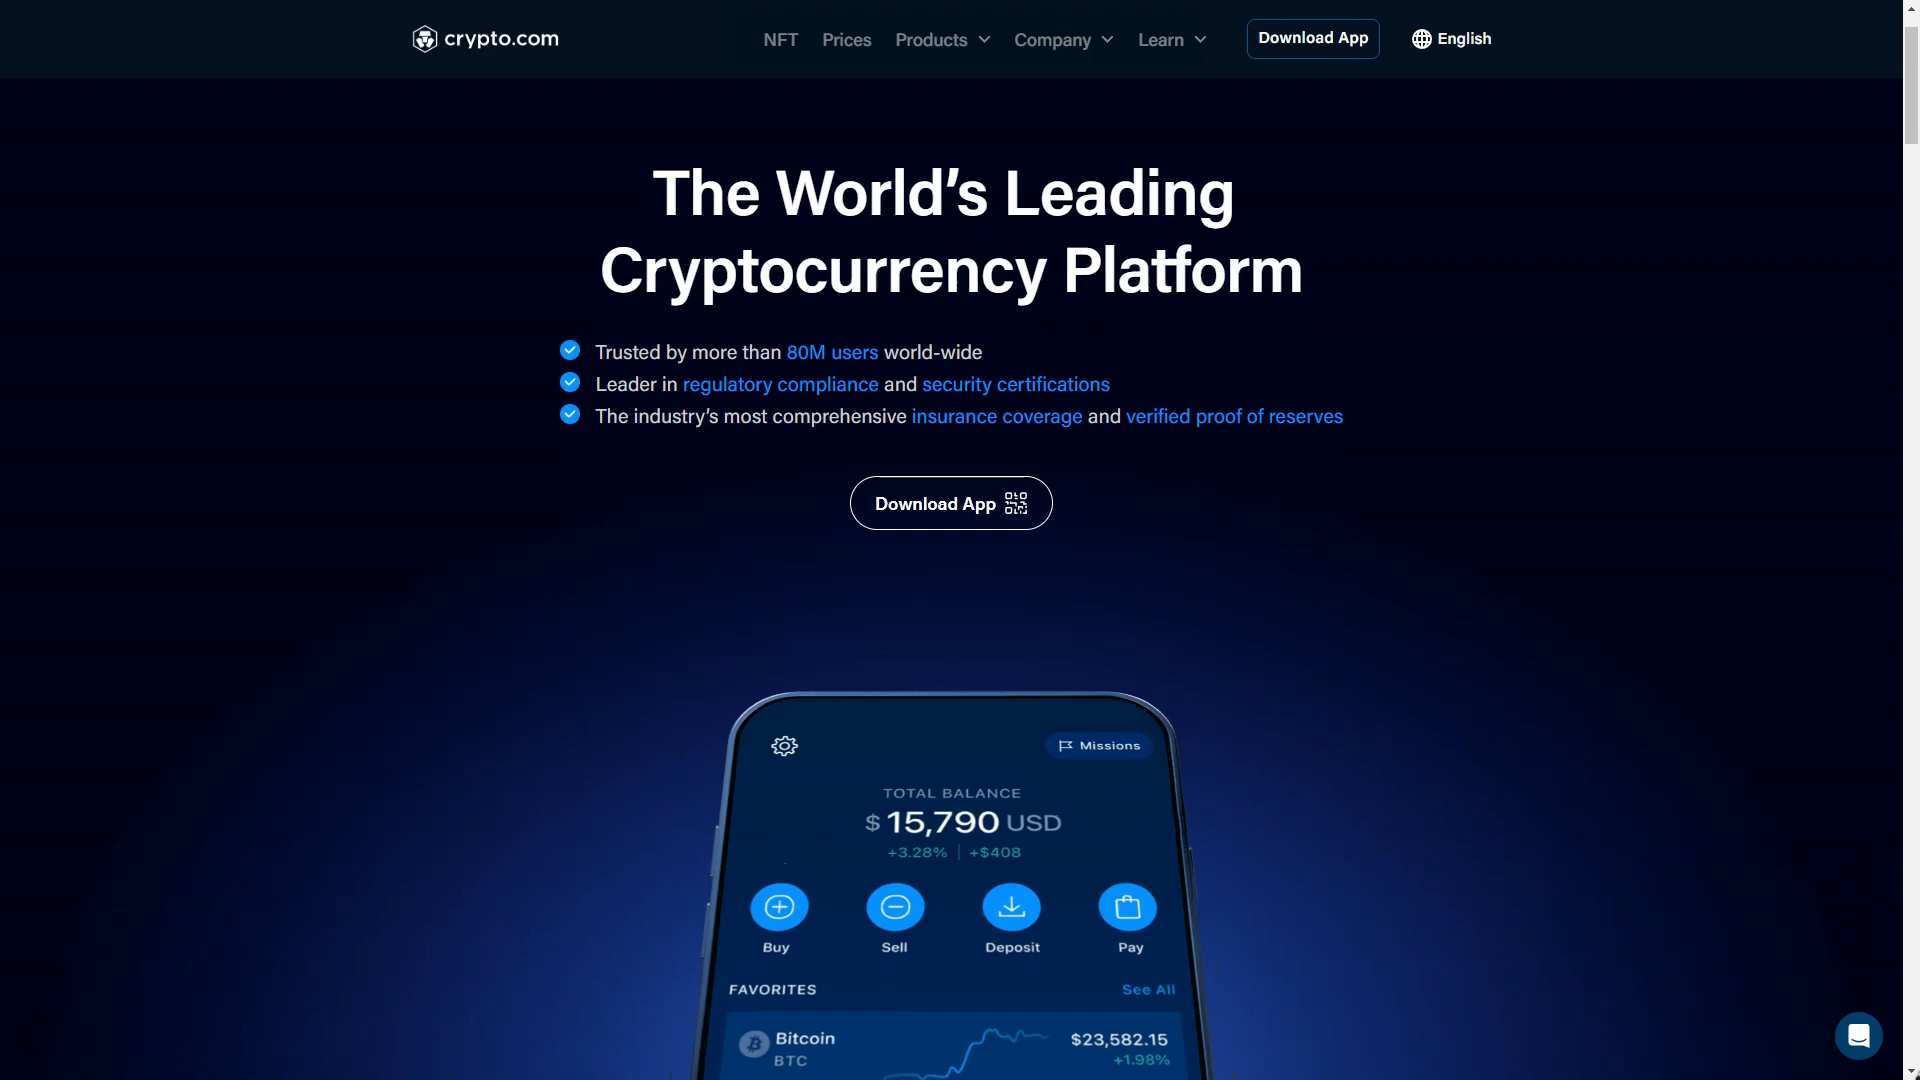 crypto.com
NFT Prices Products Company Learn Download App English
The World’s Leading
Cryptocurrency Platform
Trusted by more than 80M users world-wide
Leader in regulatory compliance and security certifications
The industry’s most comprehensive insurance coverage and verified proof of reserves
Download App
Missions
TOTAL BALANCE
$ 15,790 USD
+3.28% | +$408
Buy Sell Deposit Pay
FAVORITES See All
Bitcoin $23,582.15
BTC +1.98%